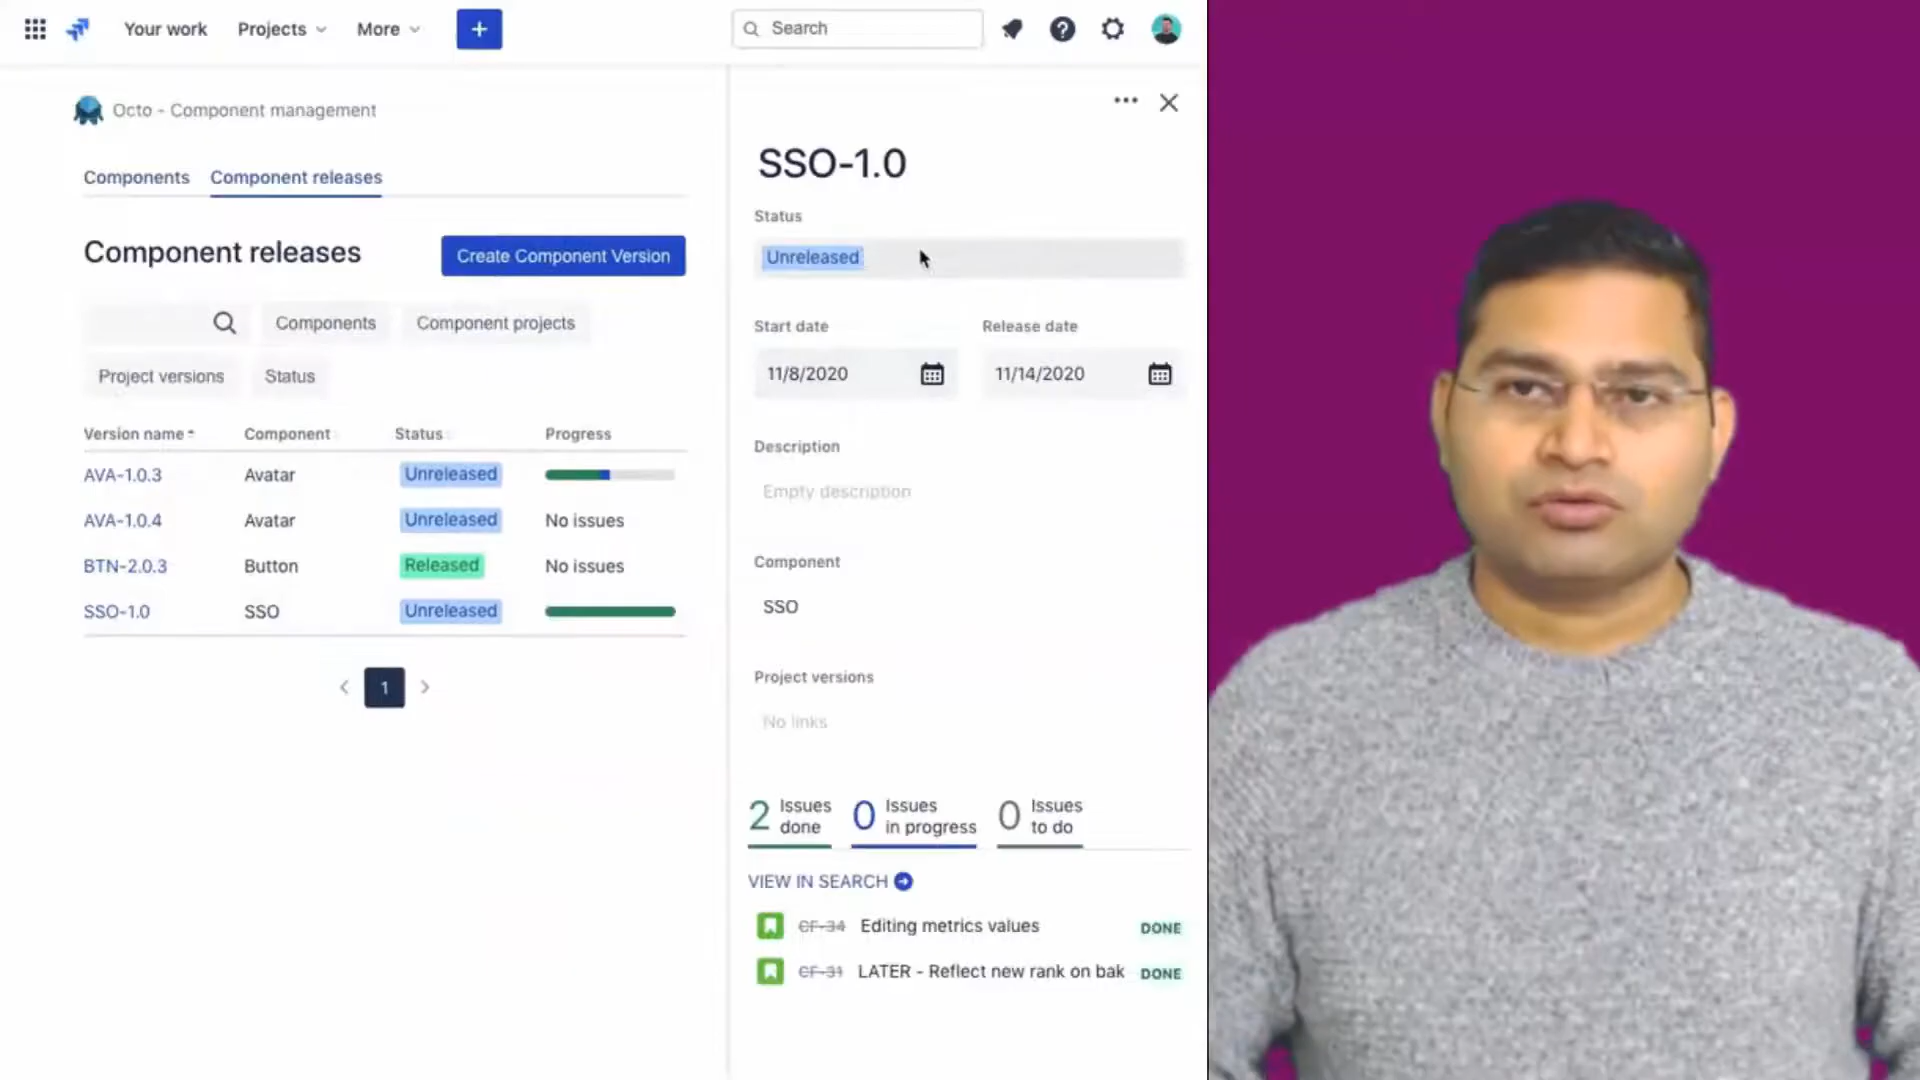 Your work
Projects
More
+
Search
Octo - Component management
Components
Component releases
Component releases
Create Component Version
Components
Component projects
Project versions
Status
Version name
Component
Status
Progress
AVA-1.0.3
Avatar
Unreleased
AVA-1.0.4
Avatar
Unreleased
No issues
BTN-2.0.3
Button
Released
No issues
SSO-1.0
SSO
Unreleased
1
SSO-1.0
Status
Unreleased
Start date
Release date
11/8/2020
11/14/2020
Description
Empty description
Component
SSO
Project versions
No links
2 Issues done
0 Issues in progress
0 Issues to do
VIEW IN SEARCH
CF-34 Editing metrics values DONE
CF-31 LATER - Reflect new rank on bak DONE